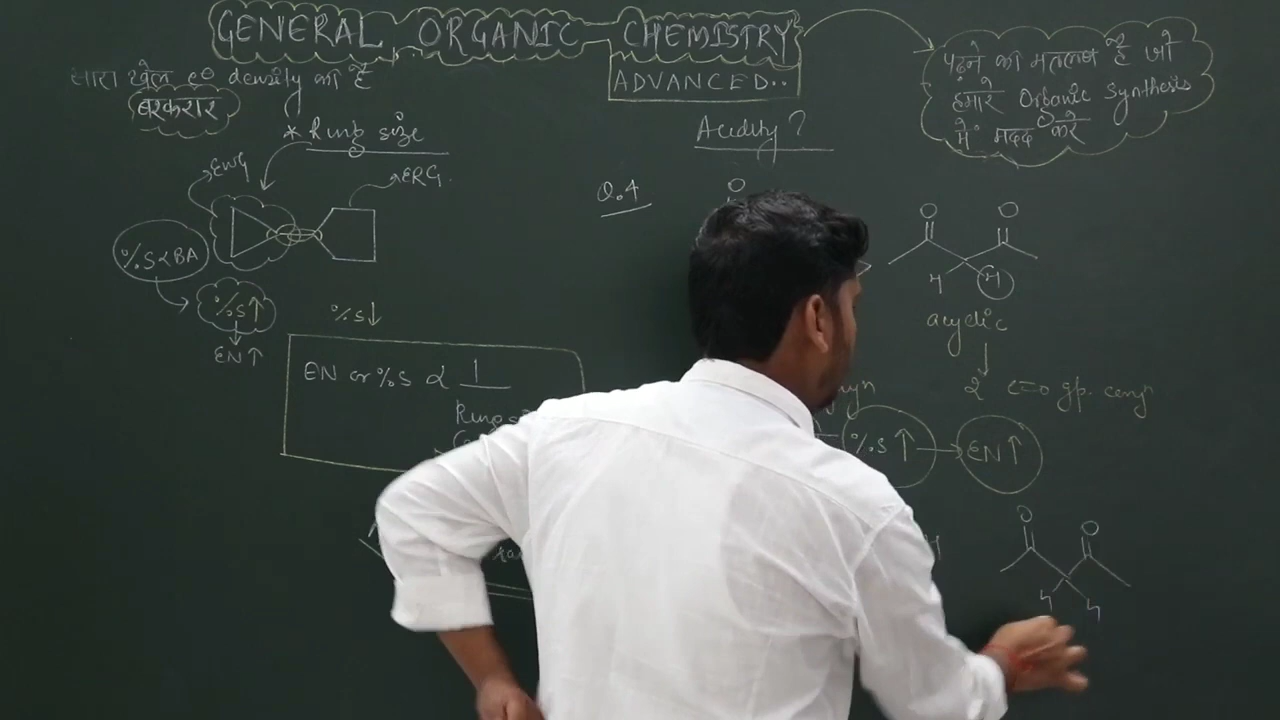 GENERAL ORGANIC CHEMISTRY
ADVANCED..
सारा खेल e⊖ density का है
बरकरार
पढ़ने का मतलब है जो
हमारे Organic synthesis
में मदद करे
* Ring size
EWG
ERG.
%S∝BA
%S↑
EN↑
%S↓
EN or %S ∝ 1
Ring
Acidity ?
Q.4
O
O O
H H
acyclic
2 C=O gp.
%S↑
EN↑
H
O O
H H